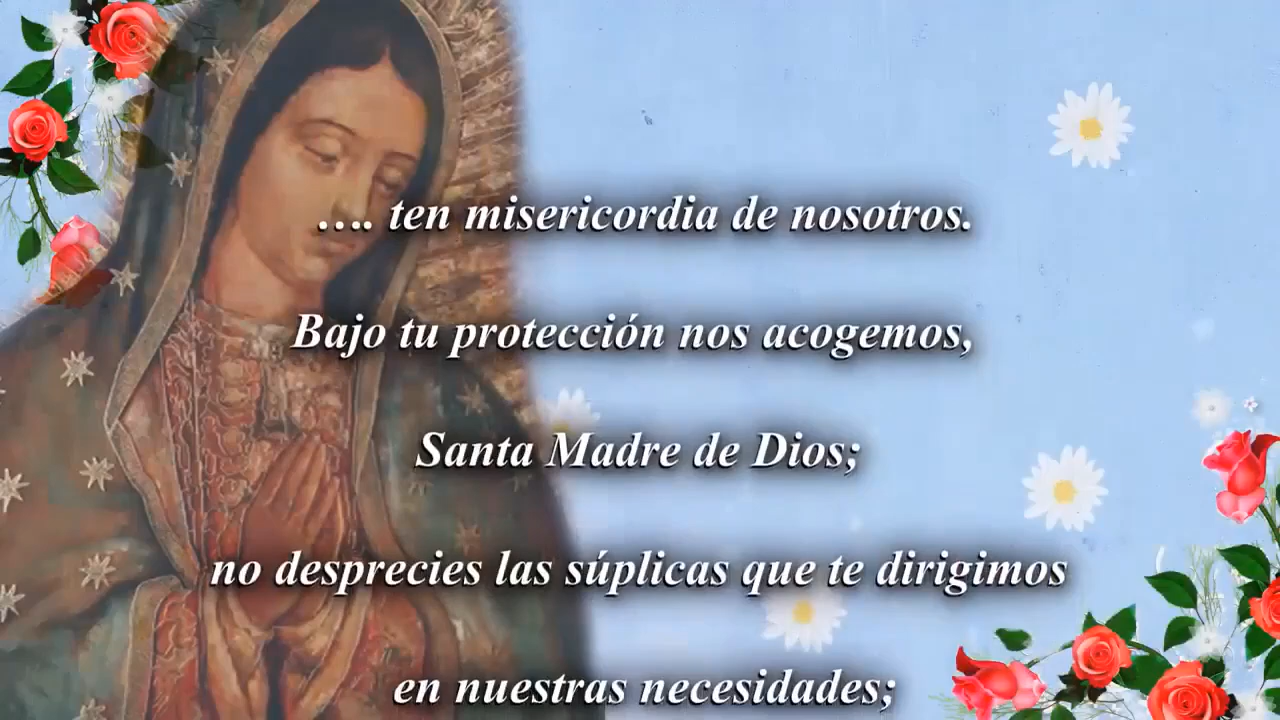 …. ten misericordia de nosotros.
Bajo tu protección nos acogemos,
Santa Madre de Dios;
no desprecies las súplicas que te dirigimos
en nuestras necesidades;